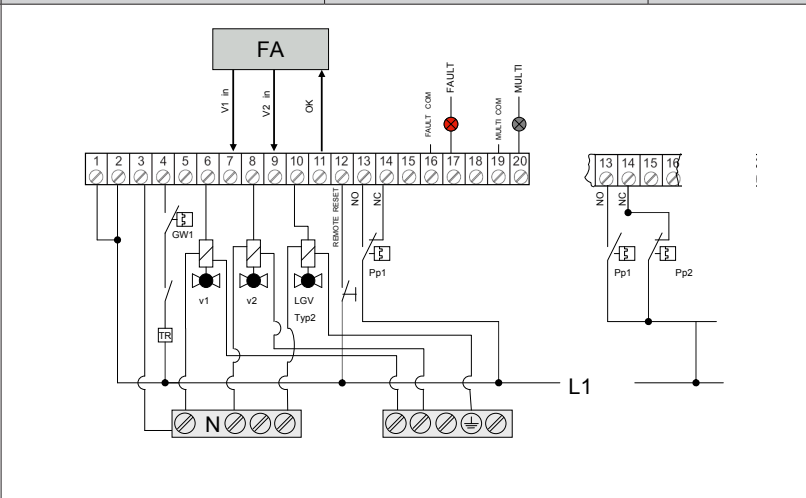 FA
V1 in
V2 in
OK
FAULT COM
FAULT
MULTI COM
MULTI
1 2 3 4 5 6 7 8 9 10 11 12 13 14 15 16 17 18 19 20
13 14 15 16
REMOTE RESET
NO
NC
NO
NC
GW1
Pp1
Pp1
Pp2
v1
v2
LGV
Typ2
TR
L1
N